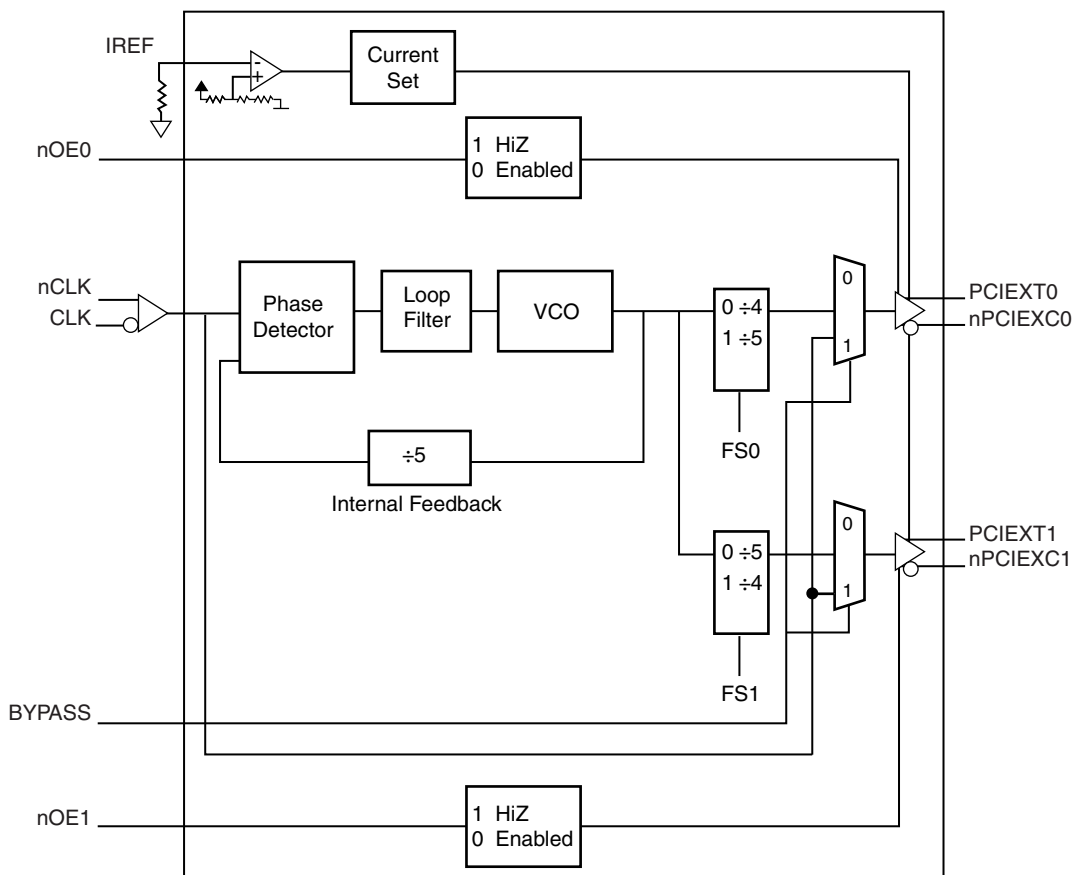 IREF
-
+
Current
Set
nOE0
1 HiZ
0 Enabled
nCLK
CLK
Phase
Detector
Loop
Filter
VCO
0 ÷4
1 ÷5
FS0
0
1
PCIEXT0
nPCIEXC0
÷5
Internal Feedback
0 ÷5
1 ÷4
FS1
0
1
PCIEXT1
nPCIEXC1
BYPASS
nOE1
1 HiZ
0 Enabled